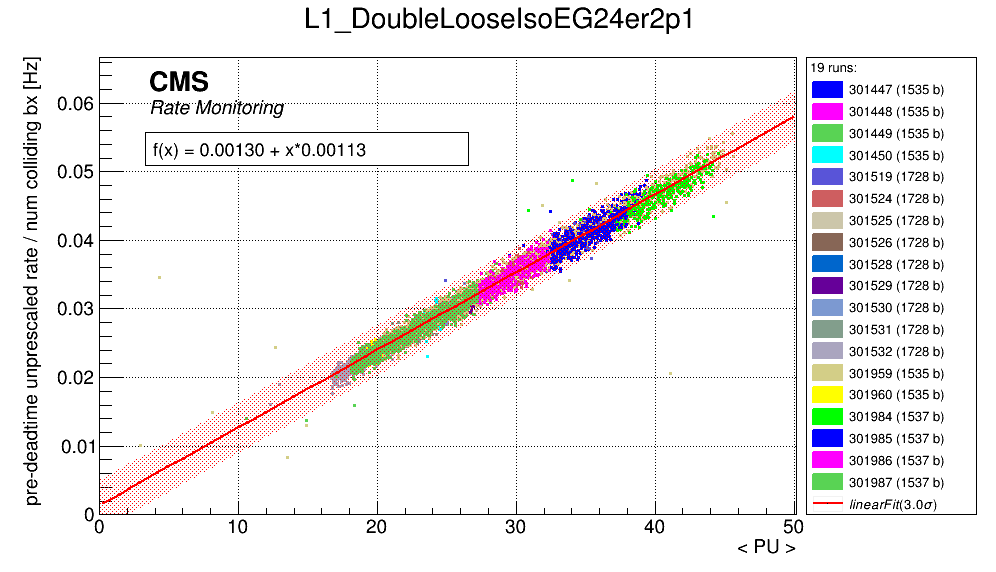 L1_DoubleLooseIsoEG24er2p1
pre-deadtime unprescaled rate / num colliding bx [Hz]
CMS
Rate Monitoring
f(x) = 0.00130 + x*0.00113
0.06
0.05
0.04
0.03
0.02
0.01
0
0 10 20 30 40 50
< PU >
19 runs:
301447 (1535 b)
301448 (1535 b)
301449 (1535 b)
301450 (1535 b)
301519 (1728 b)
301524 (1728 b)
301525 (1728 b)
301526 (1728 b)
301528 (1728 b)
301529 (1728 b)
301530 (1728 b)
301531 (1728 b)
301532 (1728 b)
301959 (1535 b)
301960 (1535 b)
301984 (1537 b)
301985 (1537 b)
301986 (1537 b)
301987 (1537 b)
linearFit(3.0σ)